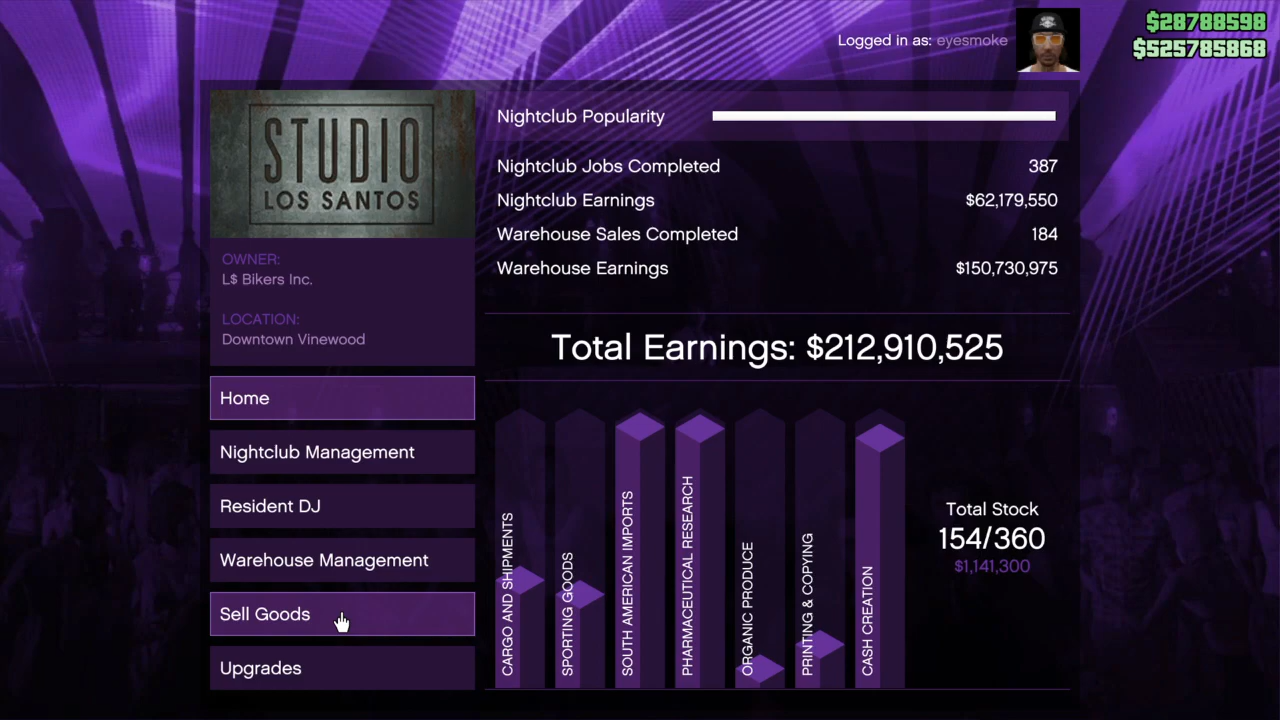 $28788598
$525785868
Logged in as: eyesmoke
STUDIO
LOS SANTOS
OWNER:
L$ Bikers Inc.
LOCATION:
Downtown Vinewood
Home
Nightclub Management
Resident DJ
Warehouse Management
Sell Goods
Upgrades
Nightclub Popularity
Nightclub Jobs Completed 387
Nightclub Earnings $62,179,550
Warehouse Sales Completed 184
Warehouse Earnings $150,730,975
Total Earnings: $212,910,525
CARGO AND SHIPMENTS
SPORTING GOODS
SOUTH AMERICAN IMPORTS
PHARMACEUTICAL RESEARCH
ORGANIC PRODUCE
PRINTING & COPYING
CASH CREATION
Total Stock
154/360
$1,141,300